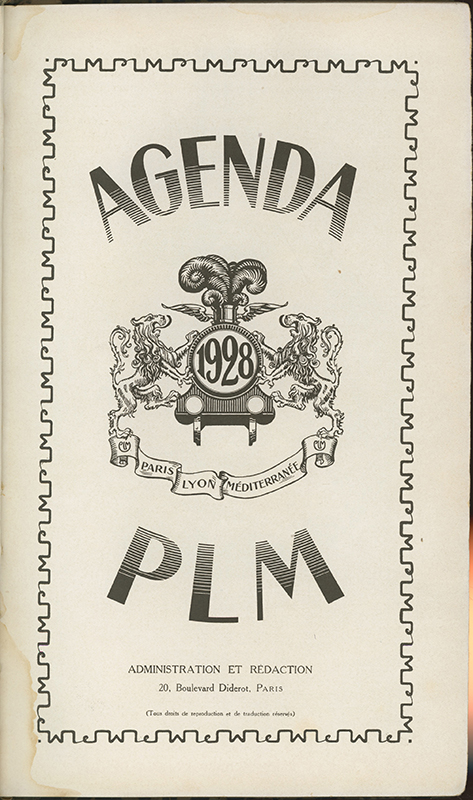 AGENDA
1928
PARIS
LYON
MÉDITERRANÉE
PLM
ADMINISTRATION ET RÉDACTION
20, Boulevard Diderot, PARIS
(Tous droits de reproduction et de traduction réservés)